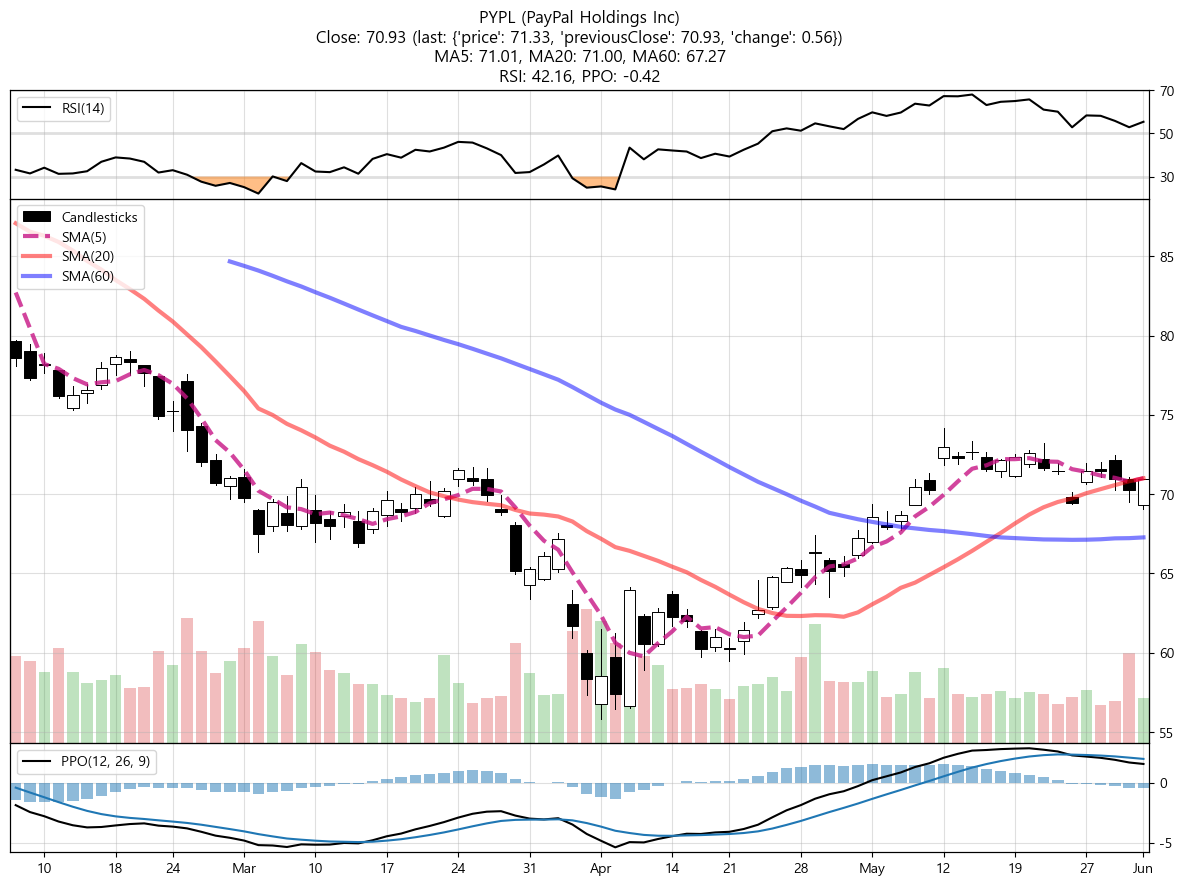 PYPL (PayPal Holdings Inc)
Close: 70.93 (last: {'price': 71.33, 'previousClose': 70.93, 'change': 0.56})
MA5: 71.01, MA20: 71.00, MA60: 67.27
RSI: 42.16, PPO: -0.42
RSI(14)
70
50
30
Candlesticks
SMA(5)
SMA(20)
SMA(60)
85
80
75
70
65
60
55
PPO(12, 26, 9)
0
-5
10 18 24 Mar 10 17 24 31 Apr 14 21 28 May 12 19 27 Jun